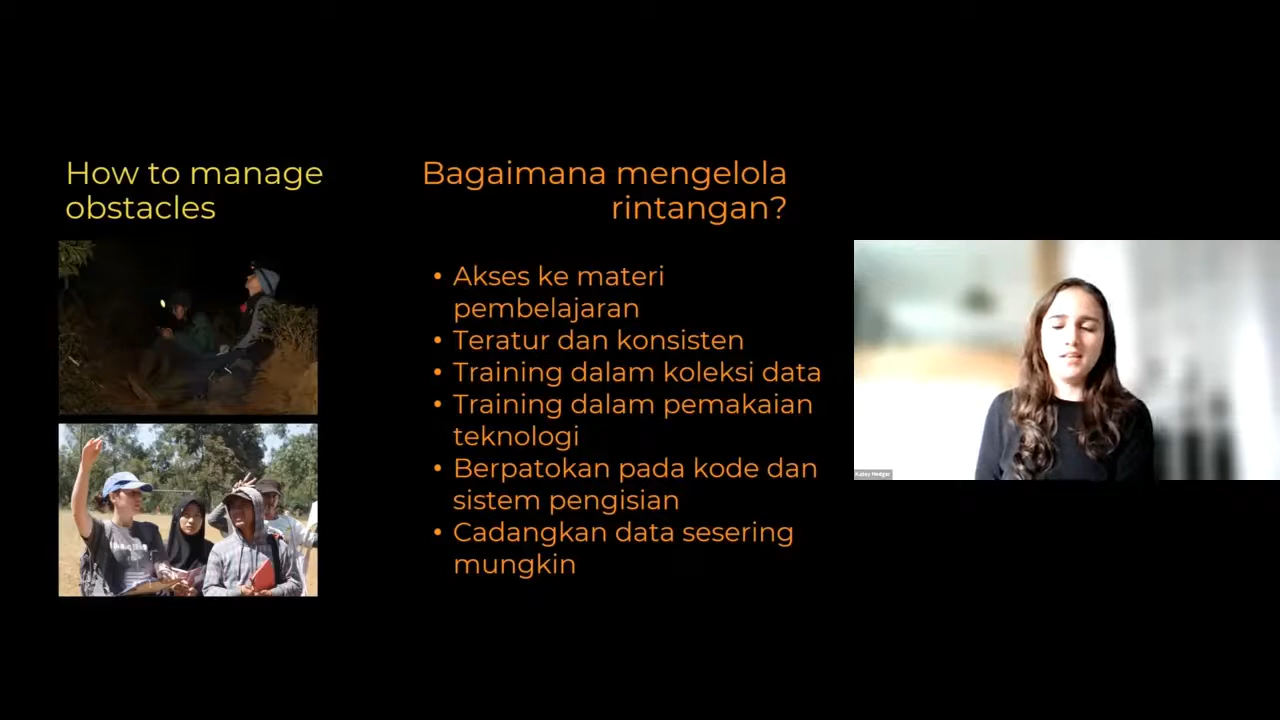 How to manage
obstacles
Bagaimana mengelola
rintangan?
• Akses ke materi
pembelajaran
• Teratur dan konsisten
• Training dalam koleksi data
• Training dalam pemakaian
teknologi
• Berpatokan pada kode dan
sistem pengisian
• Cadangkan data sesering
mungkin